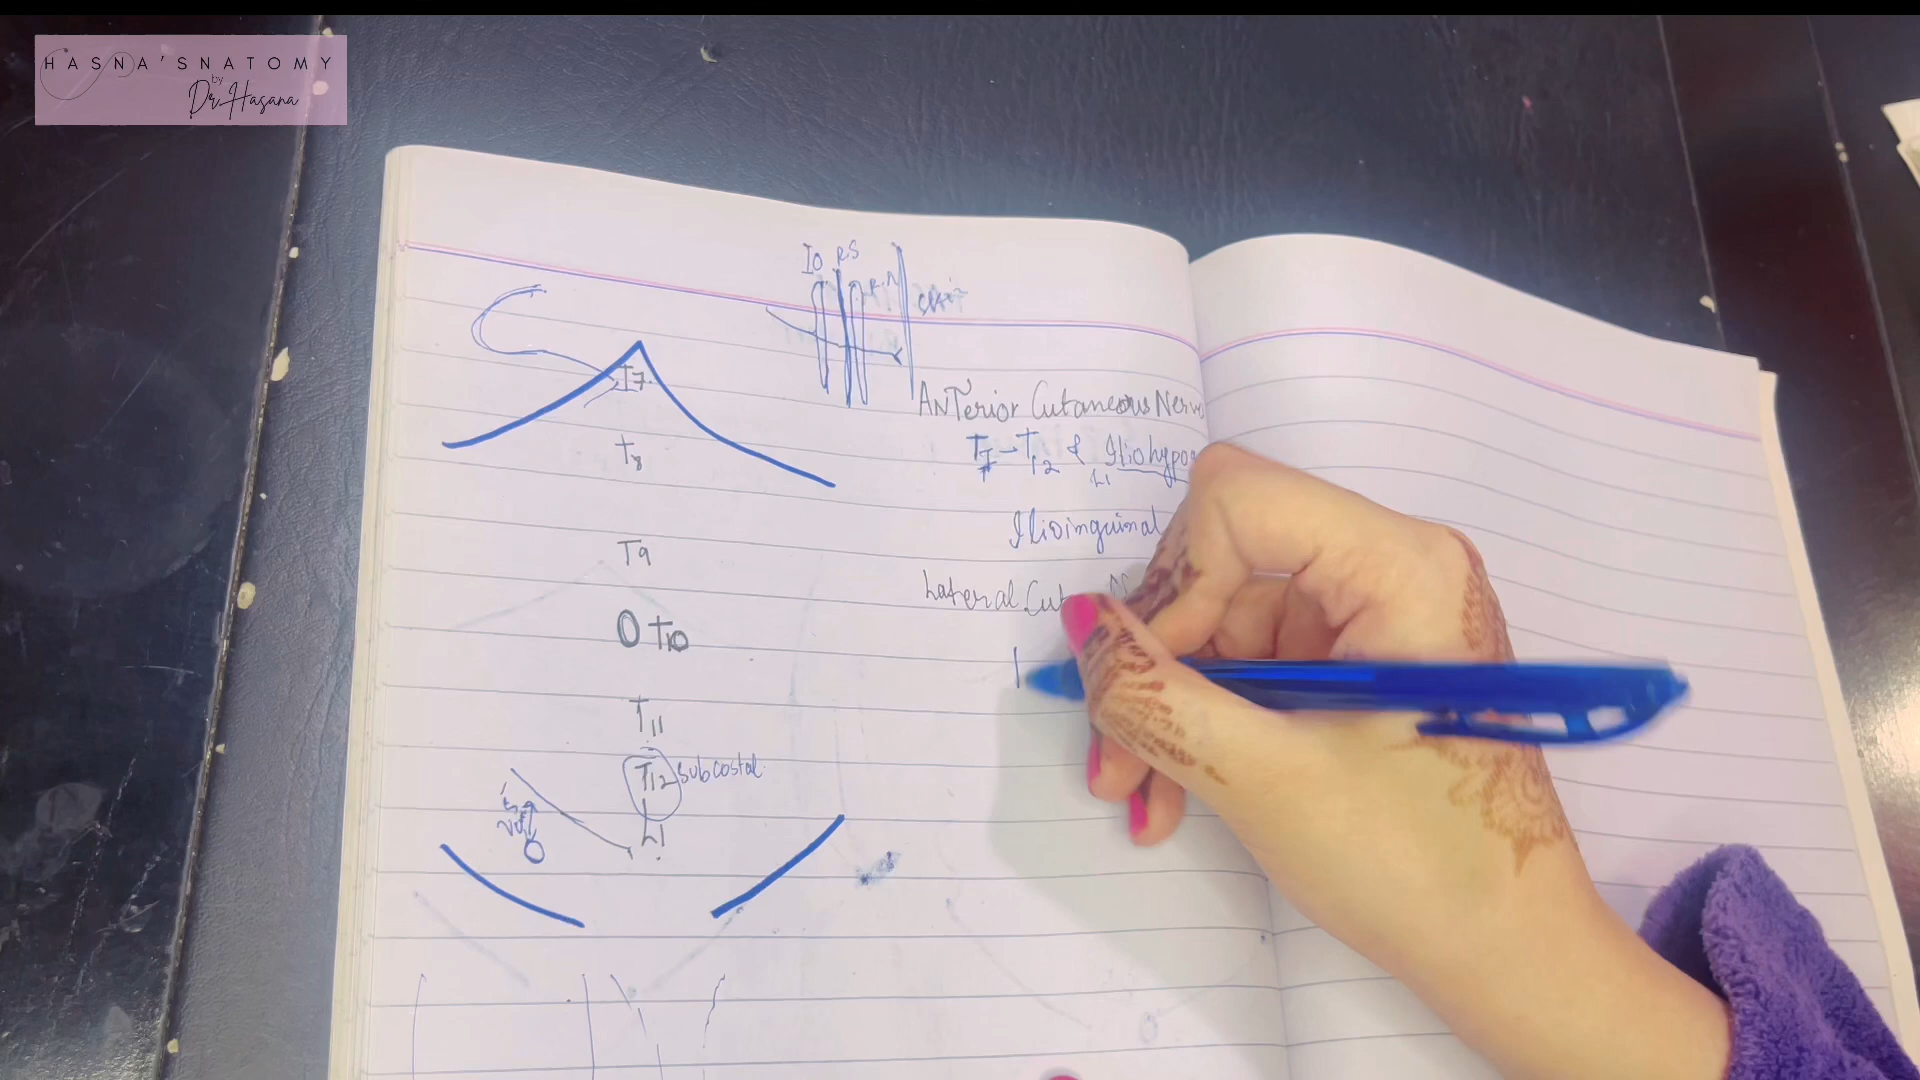 HASNA'SNATOMY
by
Dr.Hasana
IO R.S
T7
T8
T9
T10
T11
T12 Subcostal
L1
Anterior Cutaneous Nerve
T7 - T12 & Iliohypo
L1
Ilioinguinal
Lateral Cut